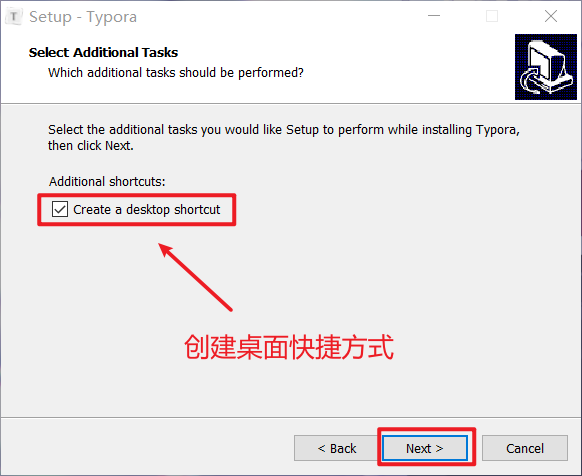 T
Setup - Typora
Select Additional Tasks
Which additional tasks should be performed?
Select the additional tasks you would like Setup to perform while installing Typora,
then click Next.
Additional shortcuts:
Create a desktop shortcut
创建桌面快捷方式
< Back
Next >
Cancel